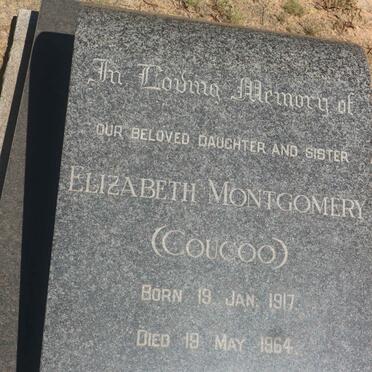 In Loving Memory of
OUR BELOVED DAUGHTER AND SISTER
ELIZABETH MONTGOMERY
(COUCOO)
BORN 19 JAN. 1917.
DIED 19 MAY 1964.